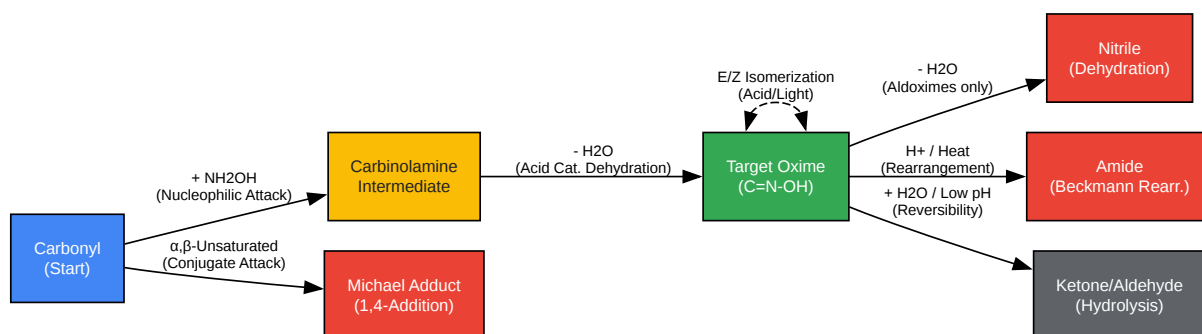 Carbonyl
(Start)
+ NH2OH
(Nucleophilic Attack)
α,β-Unsaturated
(Conjugate Attack)
Carbinolamine
Intermediate
Michael Adduct
(1,4-Addition)
- H2O
(Acid Cat. Dehydration)
E/Z Isomerization
(Acid/Light)
Target Oxime
(C=N-OH)
- H2O
(Aldoximes only)
H+ / Heat
(Rearrangement)
+ H2O / Low pH
(Reversibility)
Nitrile
(Dehydration)
Amide
(Beckmann Rearr.)
Ketone/Aldehyde
(Hydrolysis)